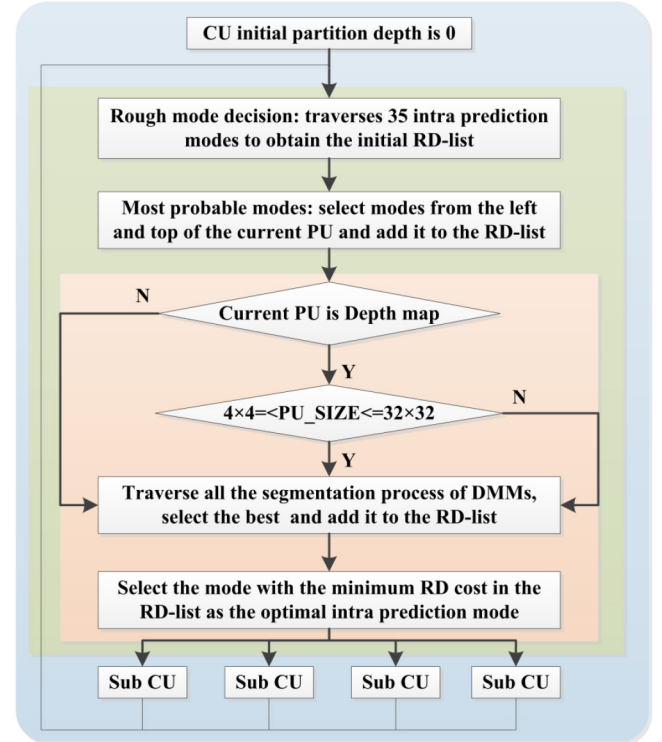 CU initial partition depth is 0
Rough mode decision: traverses 35 intra prediction
modes to obtain the initial RD-list
Most probable modes: select modes from the left
and top of the current PU and add it to the RD-list
N
Current PU is Depth map
Y
N
4×4=<PU_SIZE<=32×32
Y
Traverse all the segmentation process of DMMs,
select the best and add it to the RD-list
Select the mode with the minimum RD cost in the
RD-list as the optimal intra prediction mode
Sub CU Sub CU Sub CU Sub CU